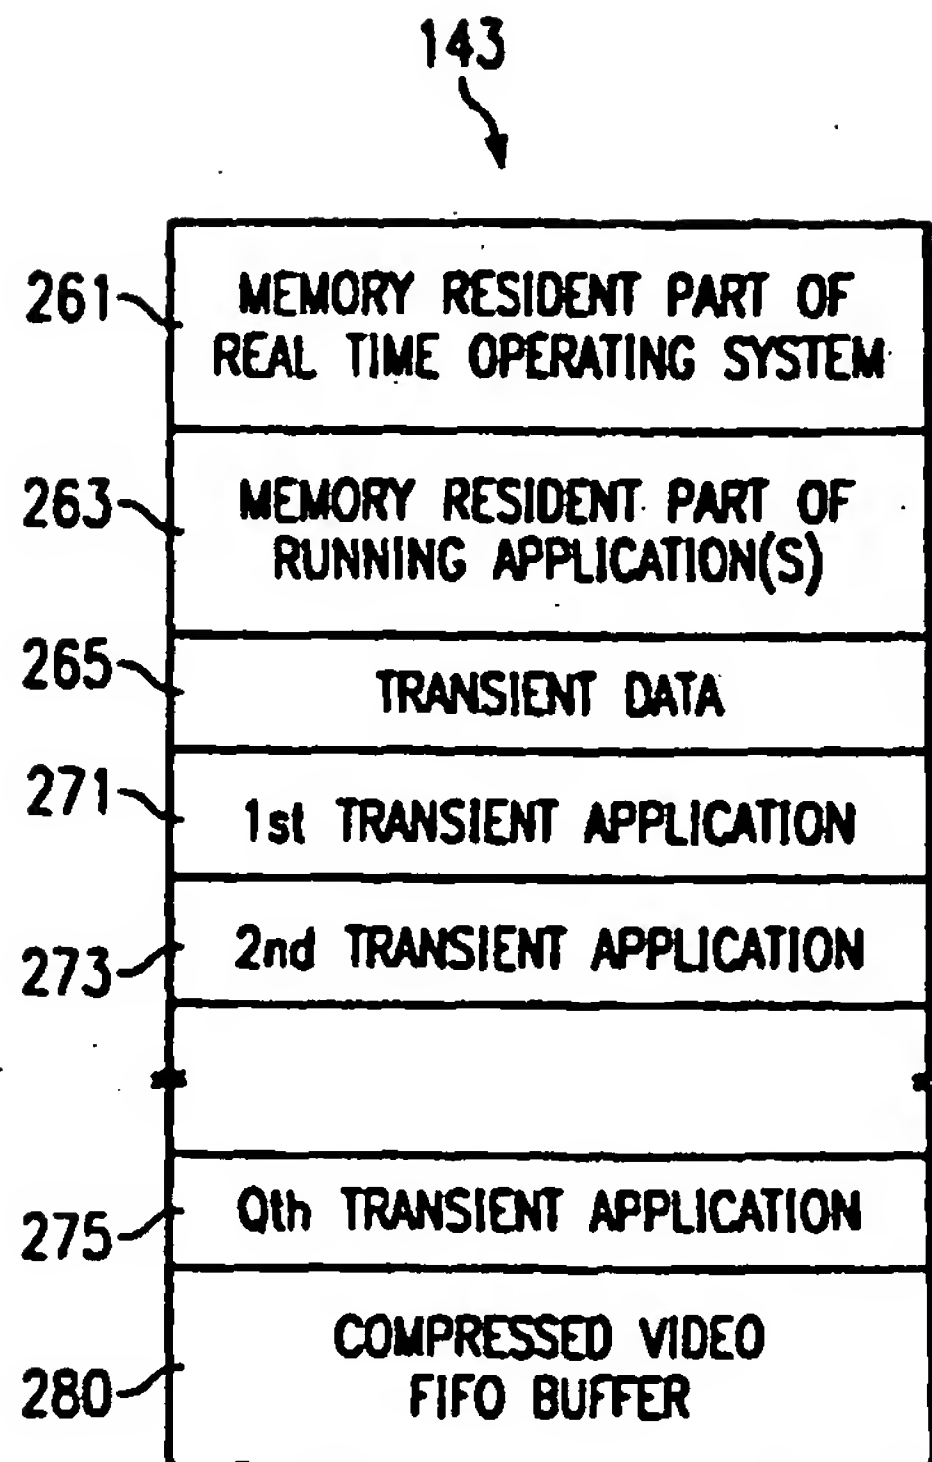 143
261
MEMORY RESIDENT PART OF
REAL TIME OPERATING SYSTEM
263
MEMORY RESIDENT PART OF
RUNNING APPLICATION(S)
265
TRANSIENT DATA
271
1st TRANSIENT APPLICATION
273
2nd TRANSIENT APPLICATION
275
Qth TRANSIENT APPLICATION
280
COMPRESSED VIDEO
FIFO BUFFER